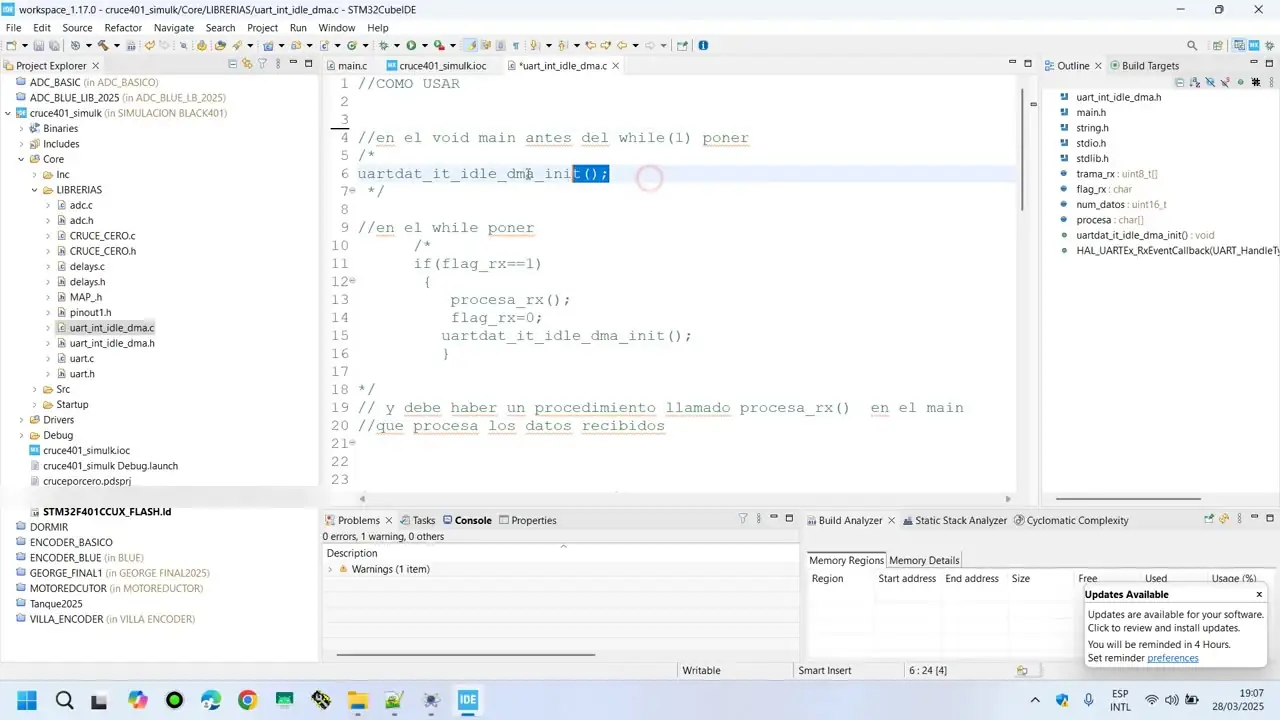 workspace_1.17.0 - cruce401_simulk/Core/LIBRERIAS/uart_int_idle_dma.c - STM32CubeIDE
File Edit Source Refactor Navigate Search Project Run Window Help
Project Explorer
ADC_BASIC (in ADC_BASICO)
ADC_BLUE_LIB_2025 (in ADC_BLUE_LB_2025)
cruce401_simulk (in SIMULACION BLACK401)
Binaries
Includes
Core
Inc
LIBRERIAS
adc.c
adc.h
CRUCE_CERO.c
CRUCE_CERO.h
delays.c
delays.h
MAP_.h
pinout1.h
uart_int_idle_dma.c
uart_int_idle_dma.h
uart.c
uart.h
Src
Startup
Drivers
Debug
cruce401_simulk.ioc
cruce401_simulk Debug.launch
cruceporcero.pdsprj
STM32F401CCUX_FLASH.ld
DORMIR
ENCODER_BASICO
ENCODER_BLUE (in BLUE)
GEORGE_FINAL1 (in GEORGE FINAL2025)
MOTOREDCUTOR (in MOTOREDUCTOR)
Tanque2025
VILLA_ENCODER (in VILLA ENCODER)
main.c cruce401_simulk.ioc *uart_int_idle_dma.c
1 //COMO USAR
2
3
4 //en el void main antes del while(1) poner
5 /*
6 uartdat_it_idle_dma_init();
7 */
8
9 //en el while poner
10 /*
11 if(flag_rx==1)
12 {
13 procesa_rx();
14 flag_rx=0;
15 uartdat_it_idle_dma_init();
16 }
17
18 */
19 // y debe haber un procedimiento llamado procesa_rx() en el main
20 //que procesa los datos recibidos
21
22
23
Outline Build Targets
uart_int_idle_dma.h
main.h
string.h
stdio.h
stdlib.h
trama_rx : uint8_t[]
flag_rx : char
num_datos : uint16_t
procesa : char[]
uartdat_it_idle_dma_init() : void
HAL_UARTEx_RxEventCallback(UART_HandleTy
Problems Tasks Console Properties
0 errors, 1 warning, 0 others
Description
Warnings (1 item)
Build Analyzer Static Stack Analyzer Cyclomatic Complexity
Memory Regions Memory Details
Region Start address End address Size Free Used Usage (%)
Updates Available
Updates are available for your software.
Click to review and install updates.
You will be reminded in 4 Hours.
Set reminder preferences
Writable Smart Insert 6 : 24 [4]
IDE
ESP
INTL
19:07
28/03/2025